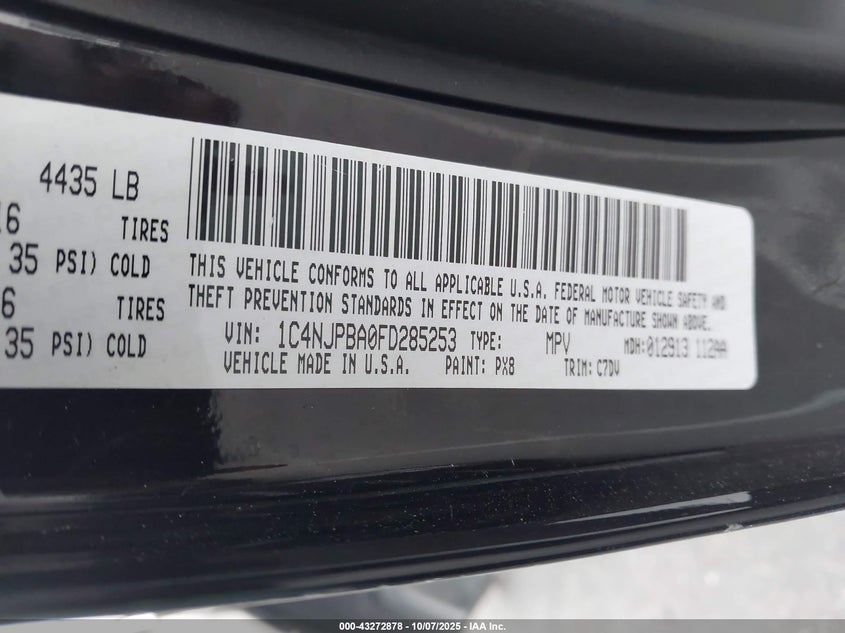 4435 LB
TIRES
35 PSI) COLD
6 TIRES
35 PSI) COLD
THIS VEHICLE CONFORMS TO ALL APPLICABLE U.S.A. FEDERAL MOTOR VEHICLE SAFETY AND
THEFT PREVENTION STANDARDS IN EFFECT ON THE DATE OF MANUFACTURE SHOWN ABOVE.
VIN: 1C4NJPBA0FD285253 TYPE: MPV MDH:012913 112AA
VEHICLE MADE IN U.S.A. PAINT: PX8 TRIM: C7DV
000-43272878 - 10/07/2025 - IAA Inc.